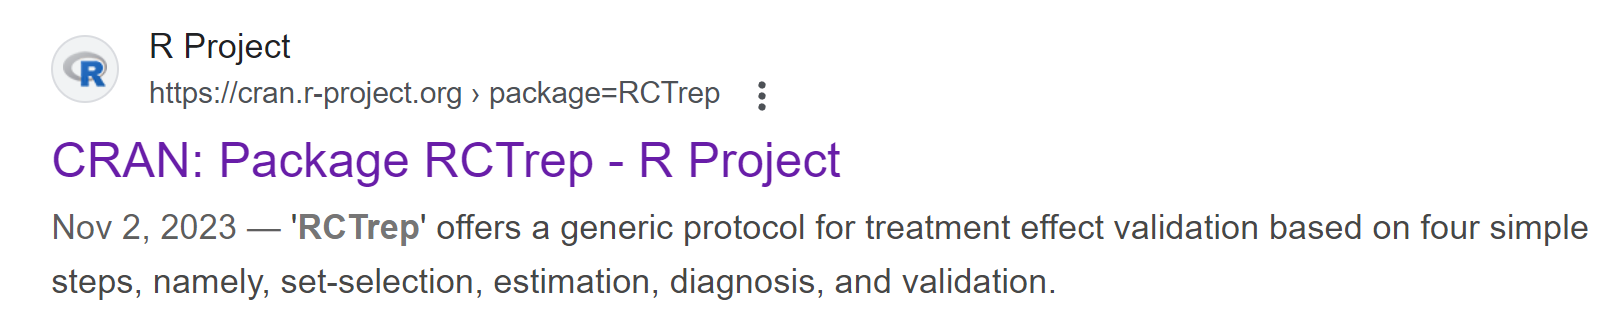 R Project
https://cran.r-project.org › package=RCTrep
CRAN: Package RCTrep - R Project
Nov 2, 2023 — 'RCTrep' offers a generic protocol for treatment effect validation based on four simple
steps, namely, set-selection, estimation, diagnosis, and validation.